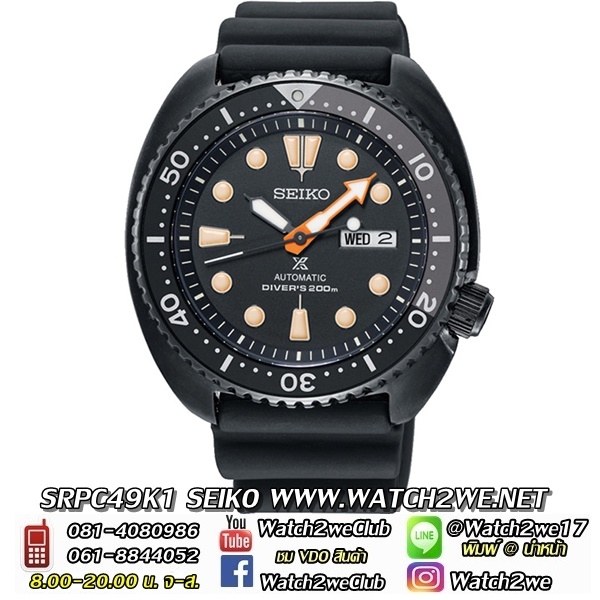 SEIKO
WED 2
AUTOMATIC
DIVER'S 200m
10
20
30
40
50
SRPC49K1 SEIKO WWW.WATCH2WE.NET
081-4080986
061-8844052
8.00-20.00 น. จ-ส.
You Tube
Watch2weClub
ชม VDO สินค้า
Watch2weClub
LINE
@Watch2we17
พิมพ์ @ นำหน้า
Watch2we